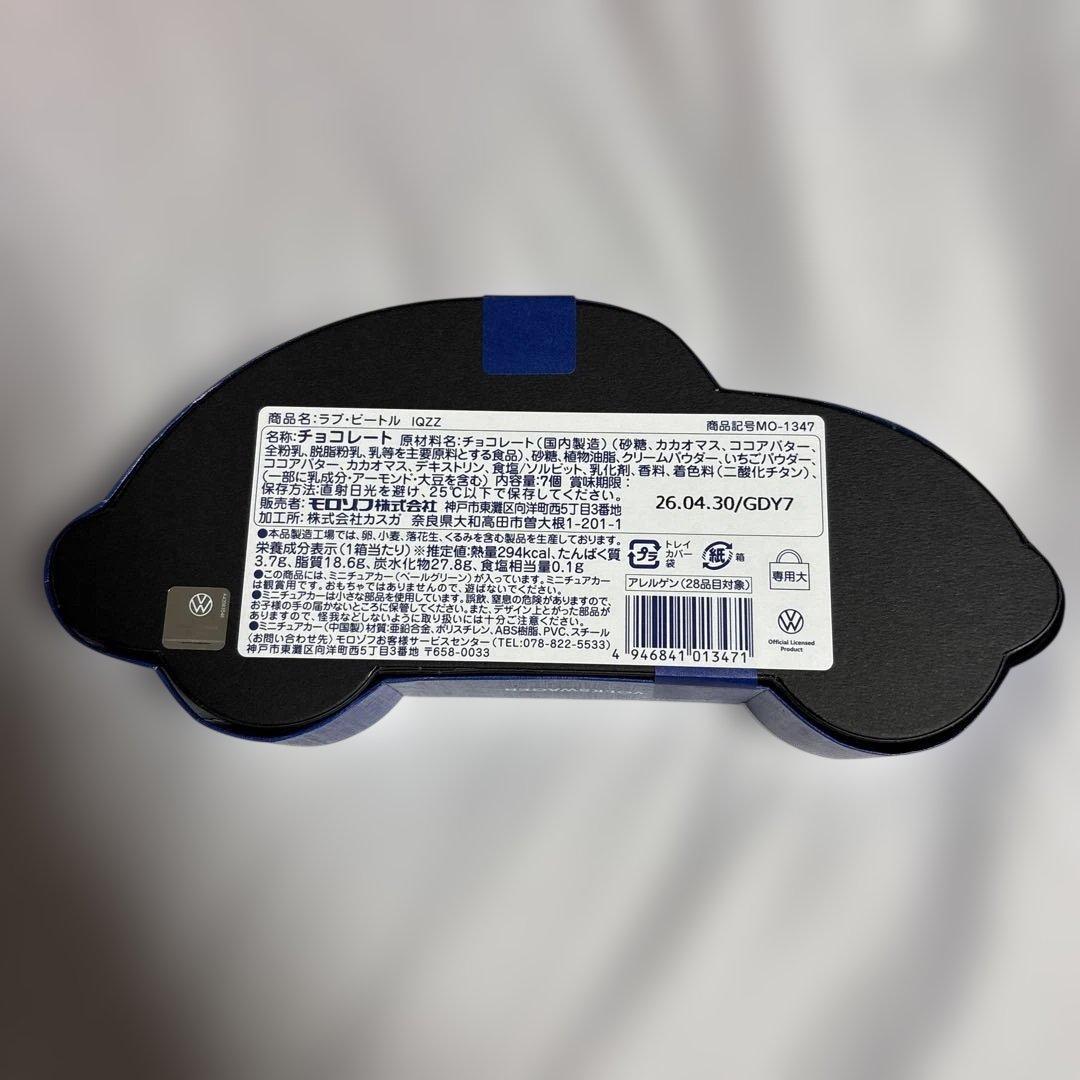 商品名:ラブ・ビートル IQZZ
商品記号MO-1347
名称:チョコレート 原材料名:チョコレート(国内製造)(砂糖、カカオマス、ココアバター、
全粉乳、脱脂粉乳、乳等を主要原料とする食品)、砂糖、植物油脂、クリームパウダー、いちごパウダー、
ココアバター、カカオマス、デキストリン、食塩/ソルビット、乳化剤、香料、着色料(二酸化チタン)、
(一部に乳成分・アーモンド・大豆を含む) 内容量:7個 賞味期限:
保存方法:直射日光を避け、25℃以下で保存してください。
26.04.30/GDY7
販売者:モロゾフ株式会社 神戸市東灘区向洋町西5丁目3番地
加工所:株式会社カスガ 奈良県大和高田市曽大根1-201-1
●本品製造工場では、卵、小麦、落花生、くるみを含む製品を生産しております。
栄養成分表示(1箱当たり)※推定値:熱量294kcal、たんぱく質
3.7g、脂質18.6g、炭水化物27.8g、食塩相当量0.1g
●この商品には、ミニチュアカー(ペールグリーン)が入っています。ミニチュアカー
は観賞用です。おもちゃではありませんので、遊ばないでください。
●ミニチュアカーは小さな部品を使用しています。誤飲、窒息の危険がありますので、
お子様の手の届かないところに保管してください。また、デザイン上とがった部品が
ありますので、怪我などしないように取り扱いには十分ご注意ください。
●ミニチュアカー(中国製)材質:亜鉛合金、ポリスチレン、ABS樹脂、PVC、スチール
(お問い合わせ先)モロゾフお客様サービスセンター(TEL:078-822-5533)
神戸市東灘区向洋町西5丁目3番地 〒658-0033
プラ
トレイ
カバー
袋
紙
箱
専用大
アレルゲン(28品目対象)
4 946841 013471
Official Licensed
Product
VOLKSWAGEN